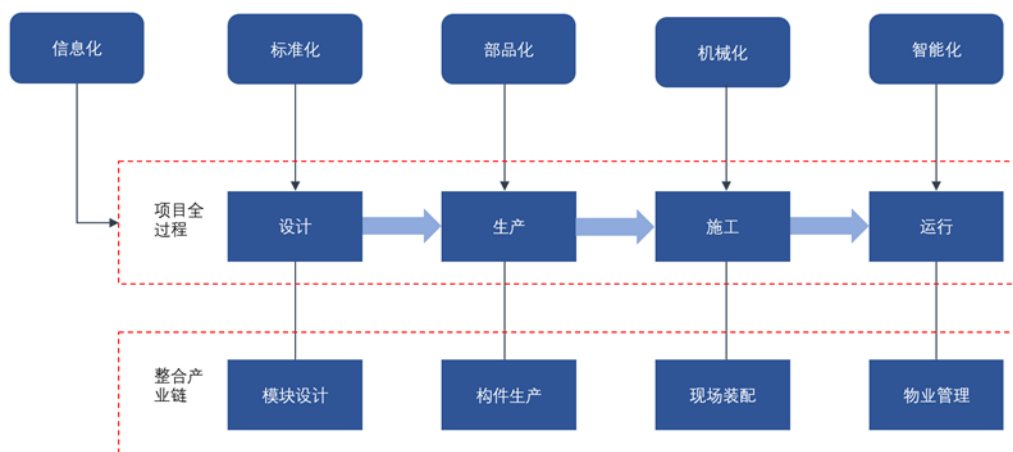 信息化
标准化
部品化
机械化
智能化
项目全
过程
设计
生产
施工
运行
整合产
业链
模块设计
构件生产
现场装配
物业管理